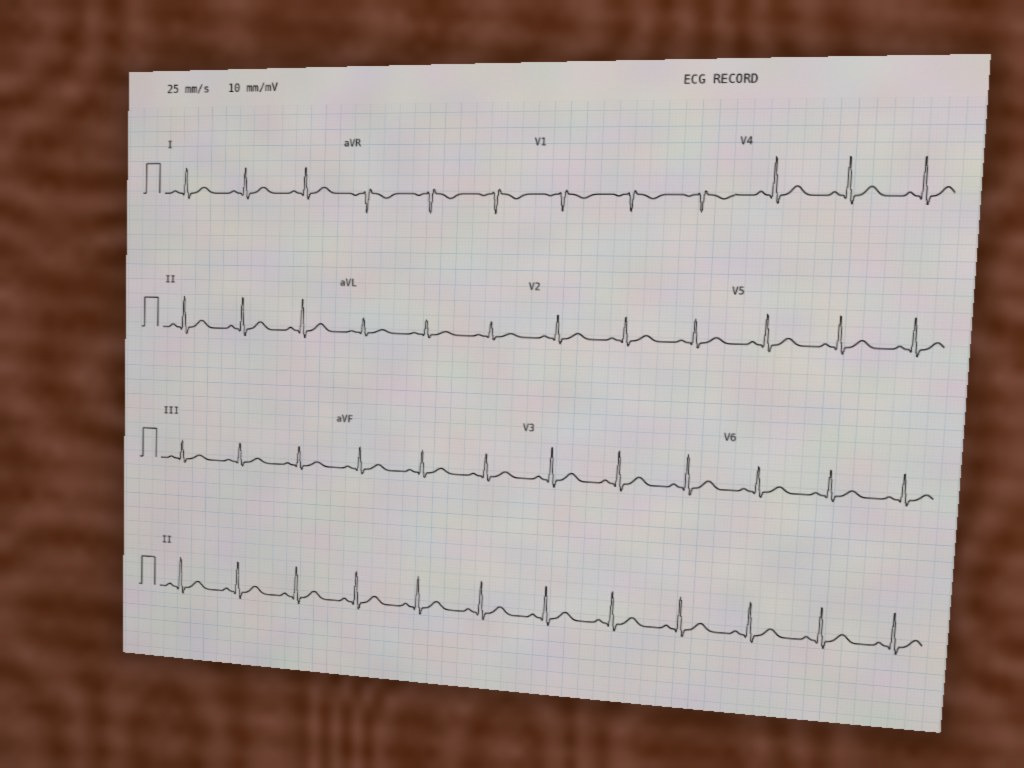 25 mm/s 10 mm/mV ECG RECORD
I aVR V1 V4
II aVL V2 V5
III aVF V3 V6
II